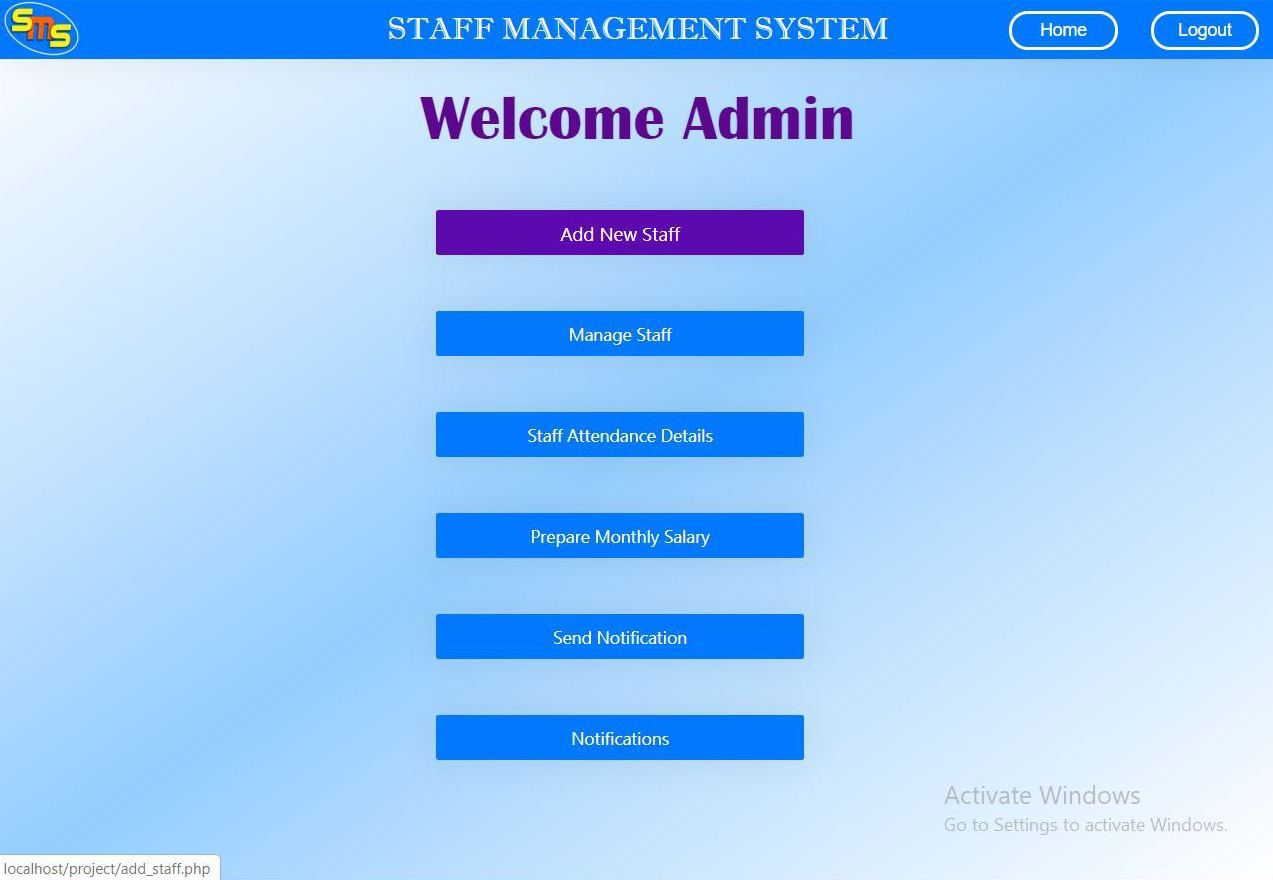 SMS
STAFF MANAGEMENT SYSTEM
Home
Logout
Welcome Admin
Add New Staff
Manage Staff
Staff Attendance Details
Prepare Monthly Salary
Send Notification
Notifications
Activate Windows
Go to Settings to activate Windows.
localhost/project/add_staff.php